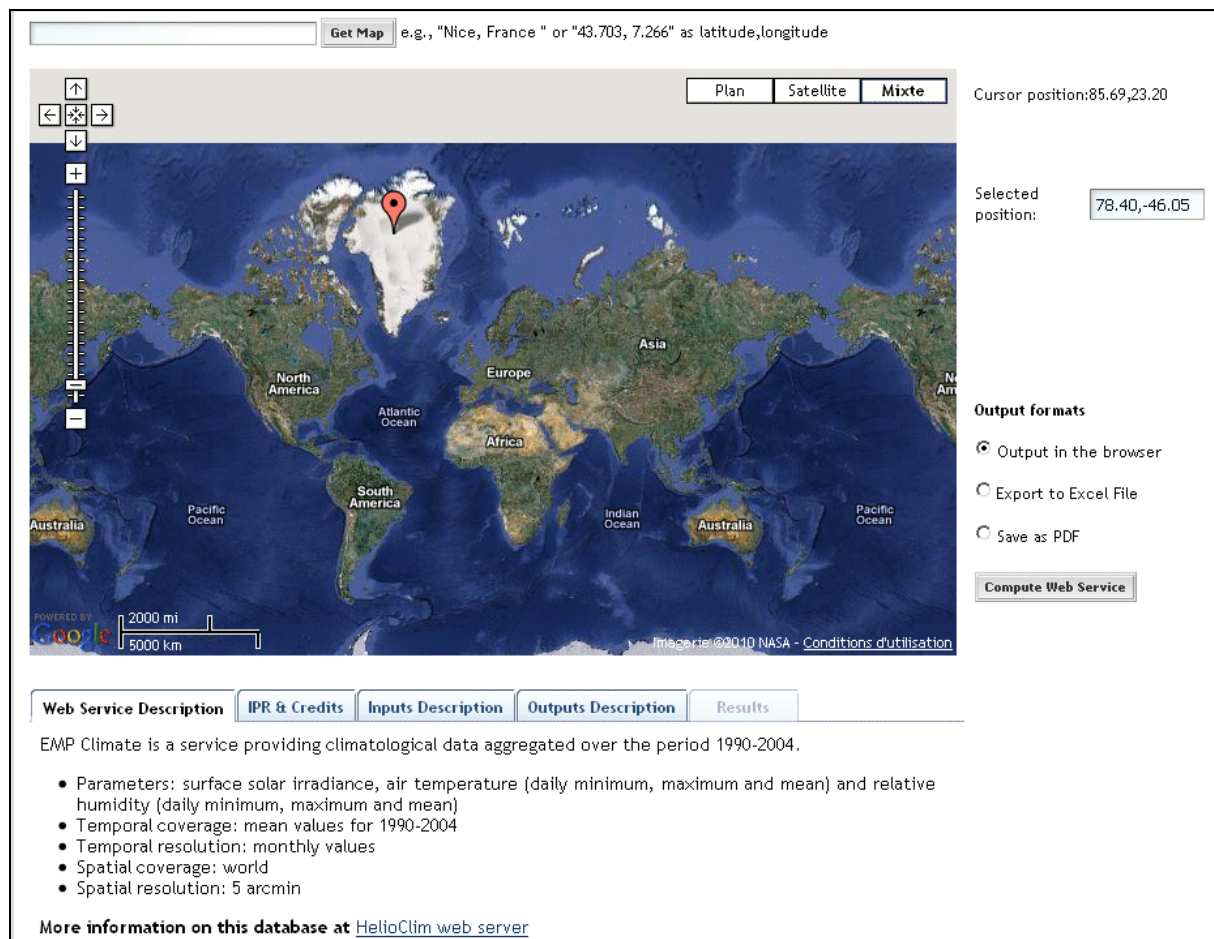 Get Map e.g., "Nice, France " or "43.703, 7.266" as latitude,longitude
Plan Satellite Mixte
Cursor position:85.69,23.20
Selected
position:
78.40,-46.05
Asia
Europe
North
America
No
Am
Atlantic
Ocean
Africa
South
America
Pacific
Ocean
Indian
Ocean
Pacific
Ocean
Australia
Australia
Output formats
Output in the browser
Export to Excel File
Save as PDF
Compute Web Service
POWERED BY
Google
2000 mi
5000 km
Imagerie ©2010 NASA - Conditions d'utilisation
Web Service Description IPR & Credits Inputs Description Outputs Description Results
EMP Climate is a service providing climatological data aggregated over the period 1990-2004.
• Parameters: surface solar irradiance, air temperature (daily minimum, maximum and mean) and relative
humidity (daily minimum, maximum and mean)
• Temporal coverage: mean values for 1990-2004
• Temporal resolution: monthly values
• Spatial coverage: world
• Spatial resolution: 5 arcmin
More information on this database at HelioClim web server